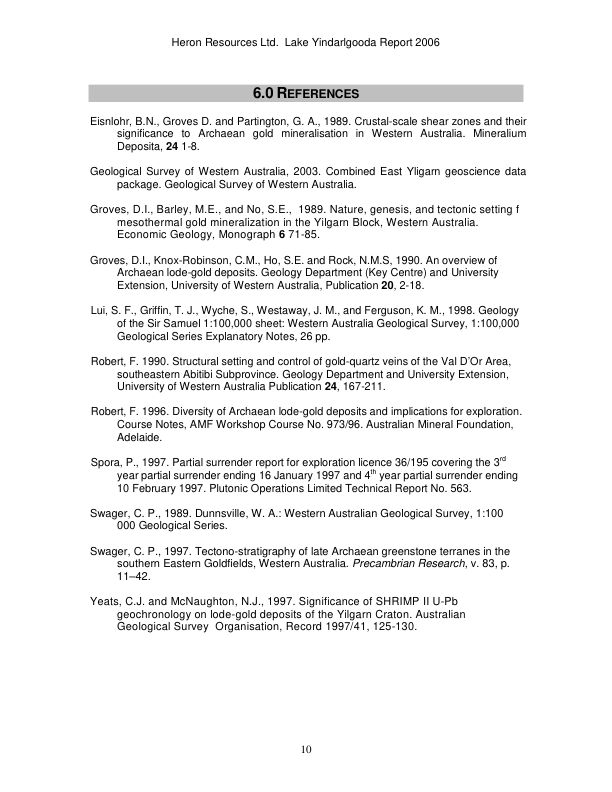 Heron Resources Ltd.  Lake Yindarlgooda Report 2006
6.0 REFERENCES
Eisnlohr, B.N., Groves D. and Partington, G. A., 1989. Crustal-scale shear zones and their
significance to Archaean gold mineralisation in Western Australia. Mineralium
Deposita, 24 1-8.
Geological Survey of Western Australia, 2003. Combined East Yligarn geoscience data
package. Geological Survey of Western Australia.
Groves, D.I., Barley, M.E., and No, S.E.,  1989. Nature, genesis, and tectonic setting f
mesothermal gold mineralization in the Yilgarn Block, Western Australia.
Economic Geology, Monograph 6 71-85.
Groves, D.I., Knox-Robinson, C.M., Ho, S.E. and Rock, N.M.S, 1990. An overview of
Archaean lode-gold deposits. Geology Department (Key Centre) and University
Extension, University of Western Australia, Publication 20, 2-18.
Lui, S. F., Griffin, T. J., Wyche, S., Westaway, J. M., and Ferguson, K. M., 1998. Geology
of the Sir Samuel 1:100,000 sheet: Western Australia Geological Survey, 1:100,000
Geological Series Explanatory Notes, 26 pp.
Robert, F. 1990. Structural setting and control of gold-quartz veins of the Val D'Or Area,
southeastern Abitibi Subprovince. Geology Department and University Extension,
University of Western Australia Publication 24, 167-211.
Robert, F. 1996. Diversity of Archaean lode-gold deposits and implications for exploration.
Course Notes, AMF Workshop Course No. 973/96. Australian Mineral Foundation,
Adelaide.
Spora, P., 1997. Partial surrender report for exploration licence 36/195 covering the 3rd
year partial surrender ending 16 January 1997 and 4th year partial surrender ending
10 February 1997. Plutonic Operations Limited Technical Report No. 563.
Swager, C. P., 1989. Dunnsville, W. A.: Western Australian Geological Survey, 1:100
000 Geological Series.
Swager, C. P., 1997. Tectono-stratigraphy of late Archaean greenstone terranes in the
southern Eastern Goldfields, Western Australia. Precambrian Research, v. 83, p.
11–42.
Yeats, C.J. and McNaughton, N.J., 1997. Significance of SHRIMP II U-Pb
geochronology on lode-gold deposits of the Yilgarn Craton. Australian
Geological Survey  Organisation, Record 1997/41, 125-130.
10